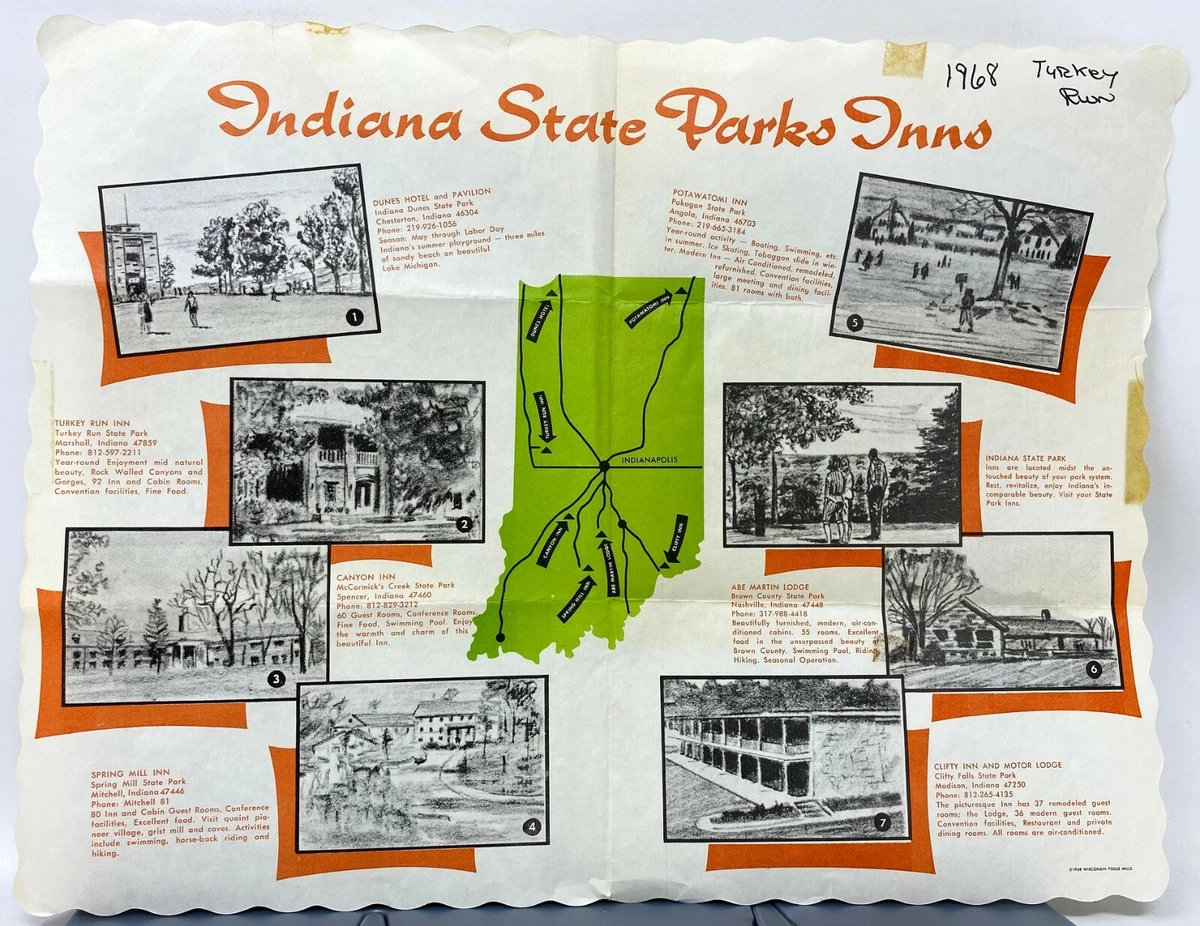 1968 Turkey
Run
Indiana State Parks Inns
DUNES HOTEL and PAVILION
Indiana Dunes State Park
Chesterton, Indiana 46304
Phone: 219-926-1056
Season: May through Labor Day
Indiana's summer playground — three miles
of sandy beach on beautiful
Lake Michigan.
1
POTAWATOMI INN
Pokagon State Park
Angola, Indiana 46703
Phone: 219-665-3184
Year-round activity — Boating, Swimming, etc.
in summer. Ice Skating, Toboggan slide in win-
ter. Modern Inn — Air Conditioned, remodeled,
refurnished. Convention facilities,
large meeting and dining facil-
ities. 81 rooms with bath.
5
TURKEY RUN INN
Turkey Run State Park
Marshall, Indiana 47859
Phone: 812-597-2211
Year-round Enjoyment mid natural
beauty, Rock Walled Canyons and
Gorges, 92 Inn and Cabin Rooms,
Convention facilities, Fine Food.
2
DUNES HOTEL
POTAWATOMI INN
TURKEY RUN INN
INDIANAPOLIS
CANYON INN
SPRING MILL INN
ABE MARTIN LODGE
CLIFTY INN
INDIANA STATE PARK
Inns are located midst the un-
touched beauty of your park system.
Rest, revitalize, enjoy Indiana's in-
comparable beauty. Visit your State
Park Inns.
CANYON INN
McCormick's Creek State Park
Spencer, Indiana 47460
Phone: 812-829-3212
60 Guest Rooms, Conference Rooms,
Fine Food, Swimming Pool. Enjoy
the warmth and charm of this
beautiful Inn.
3
ABE MARTIN LODGE
Brown County State Park
Nashville, Indiana 47448
Phone: 317-988-4418
Beautifully furnished, modern, air-con-
ditioned cabins. 55 rooms. Excellent
food in the unsurpassed beauty of
Brown County. Swimming Pool, Riding,
Hiking. Seasonal Operation.
6
SPRING MILL INN
Spring Mill State Park
Mitchell, Indiana 47446
Phone: Mitchell 81
80 Inn and Cabin Guest Rooms, Conference
facilities, Excellent food. Visit quaint pio-
neer village, grist mill and caves. Activities
include swimming, horse-back riding and
hiking.
4
7
CLIFTY INN AND MOTOR LODGE
Clifty Falls State Park
Madison, Indiana 47250
Phone: 812-265-4135
The picturesque Inn has 37 remodeled guest
rooms; the Lodge, 36 modern guest rooms.
Convention facilities, Restaurant and private
dining rooms. All rooms are air-conditioned.
©1968 WISCONSIN TISSUE MILLS